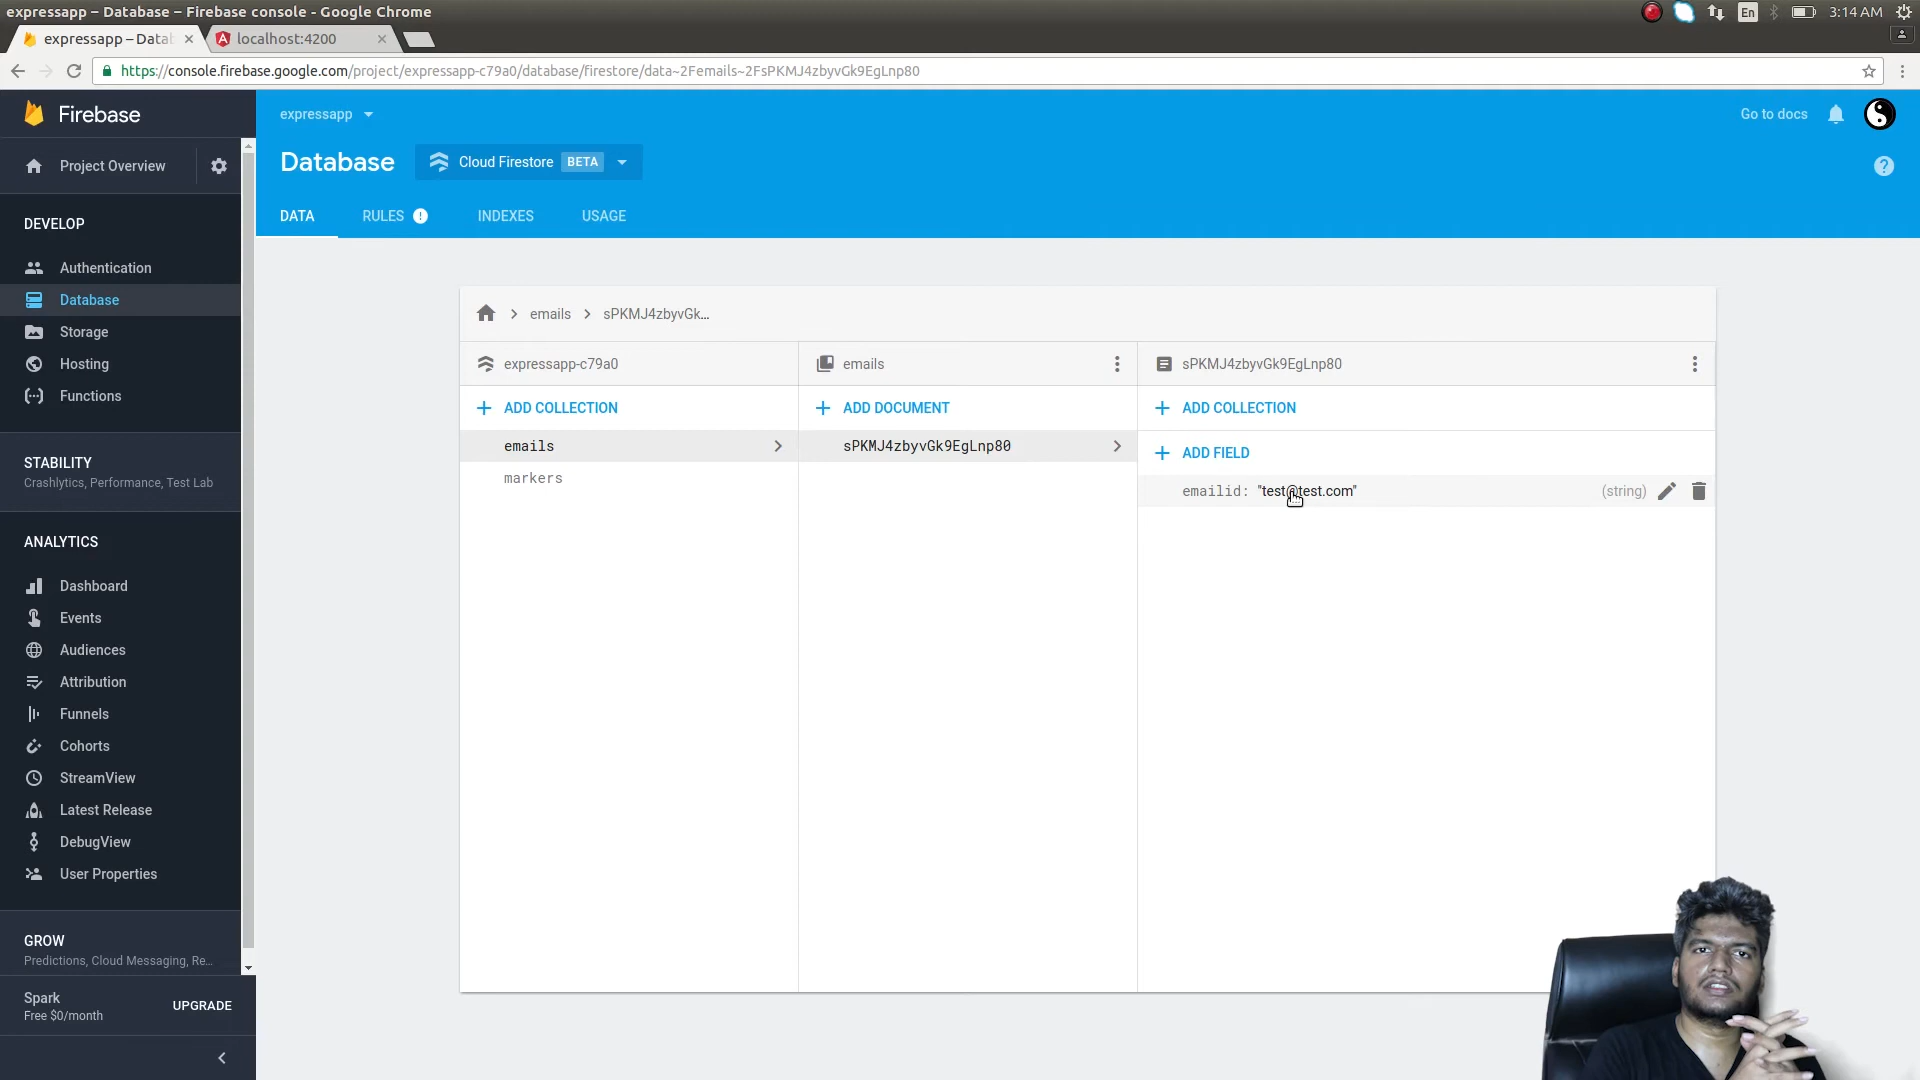 expressapp – Database – Firebase console - Google Chrome
En
3:14 AM
expressapp – Datab
localhost:4200
https://console.firebase.google.com/project/expressapp-c79a0/database/firestore/data~2Femails~2FsPKMJ4zbyvGk9EgLnp80
Firebase
expressapp
Go to docs
Project Overview
Database
Cloud Firestore
BETA
DATA
RULES
INDEXES
USAGE
DEVELOP
Authentication
Database
Storage
Hosting
Functions
STABILITY
Crashlytics, Performance, Test Lab
ANALYTICS
Dashboard
Events
Audiences
Attribution
Funnels
Cohorts
StreamView
Latest Release
DebugView
User Properties
GROW
Predictions, Cloud Messaging, Re...
Spark
Free $0/month
UPGRADE
emails
sPKMJ4zbyvGk...
expressapp-c79a0
emails
sPKMJ4zbyvGk9EgLnp80
ADD COLLECTION
ADD DOCUMENT
ADD COLLECTION
emails
sPKMJ4zbyvGk9EgLnp80
ADD FIELD
markers
emailid: "test@test.com"
(string)